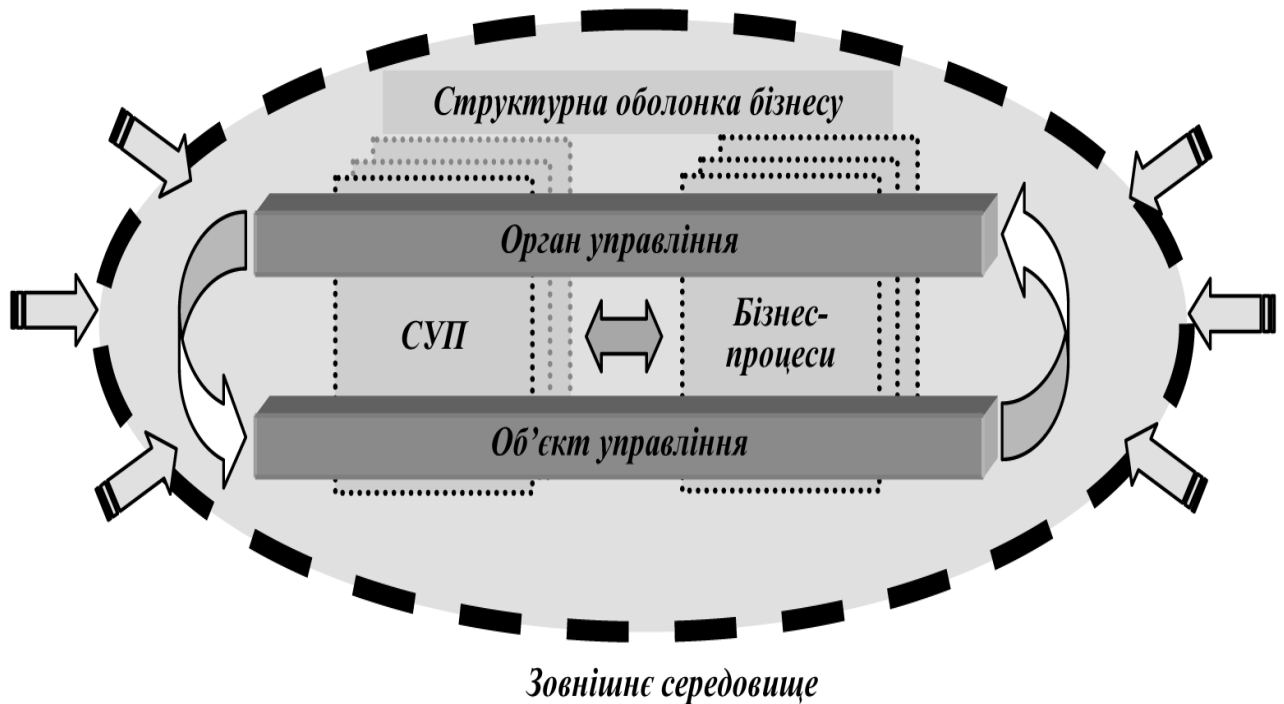 Структурна оболонка бізнесу
Орган управління
СУП
Бізнес-
процеси
Об’єкт управління
Зовнішнє середовище